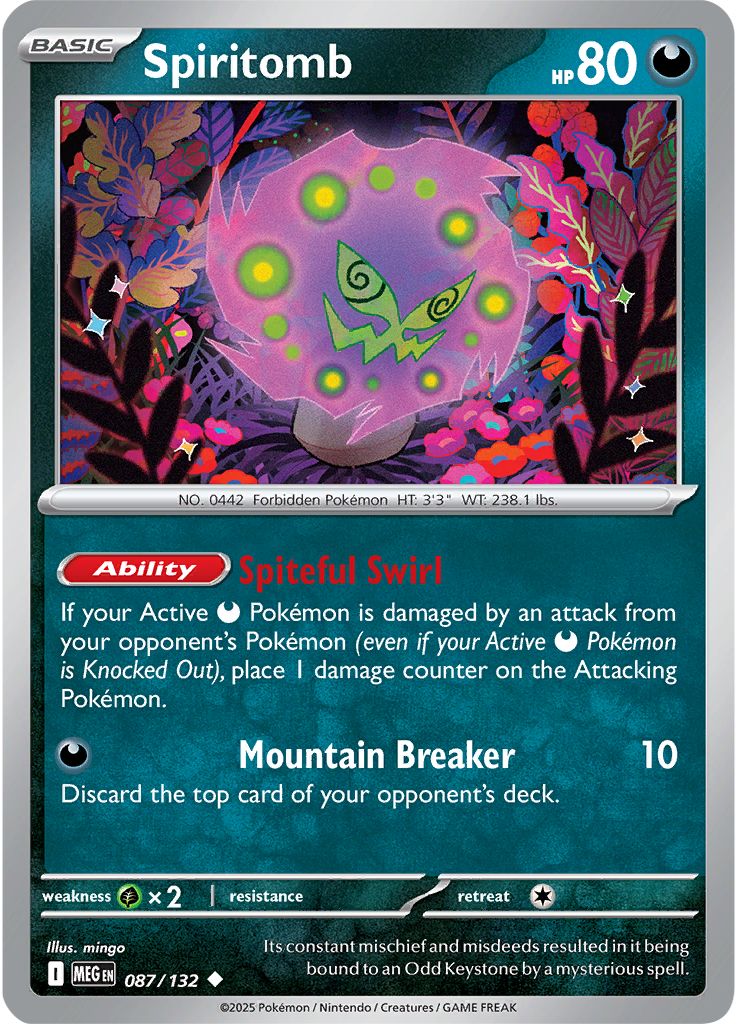 BASIC
Spiritomb
HP 80
NO. 0442 Forbidden Pokémon HT: 3'3" WT: 238.1 lbs.
Ability Spiteful Swirl
If your Active Pokémon is damaged by an attack from
your opponent's Pokémon (even if your Active Pokémon
is Knocked Out), place 1 damage counter on the Attacking
Pokémon.
Mountain Breaker 10
Discard the top card of your opponent's deck.
weakness ×2 resistance retreat
Illus. mingo
Its constant mischief and misdeeds resulted in it being
bound to an Odd Keystone by a mysterious spell.
I MEG EN 087/132
©2025 Pokémon / Nintendo / Creatures / GAME FREAK